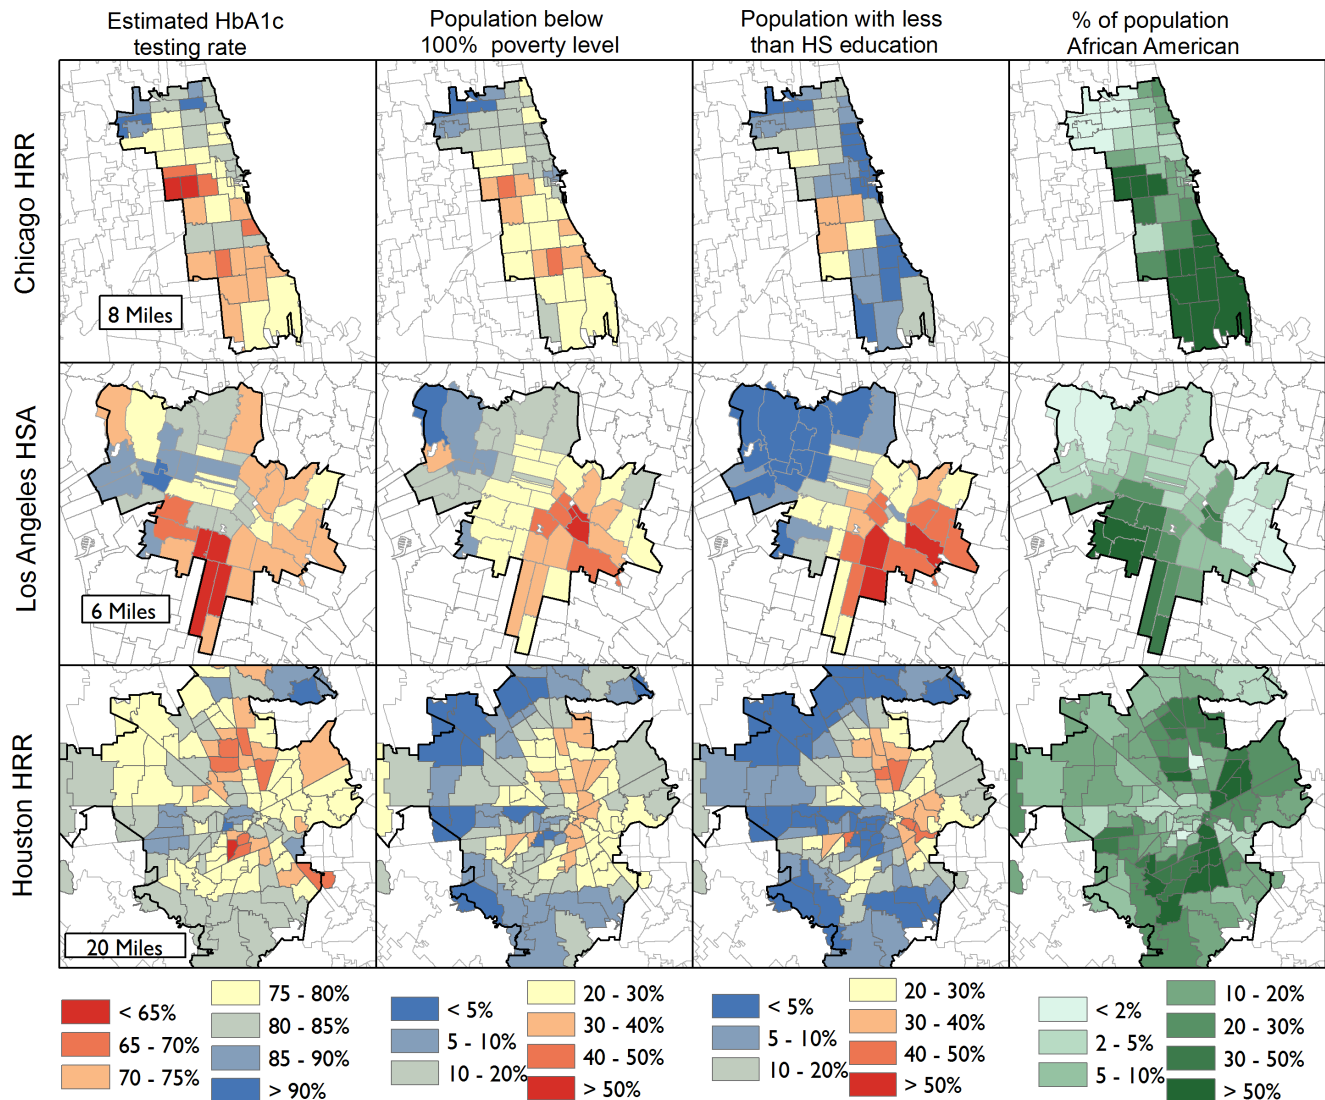 Estimated HbA1c
testing rate
Population below
100% poverty level
Population with less
than HS education
% of population
African American
Chicago HRR
8 Miles
Los Angeles HSA
6 Miles
Houston HRR
20 Miles
< 65%
65 - 70%
70 - 75%
75 - 80%
80 - 85%
85 - 90%
> 90%
< 5%
5 - 10%
10 - 20%
20 - 30%
30 - 40%
40 - 50%
> 50%
< 5%
5 - 10%
10 - 20%
20 - 30%
30 - 40%
40 - 50%
> 50%
< 2%
2 - 5%
5 - 10%
10 - 20%
20 - 30%
30 - 50%
> 50%